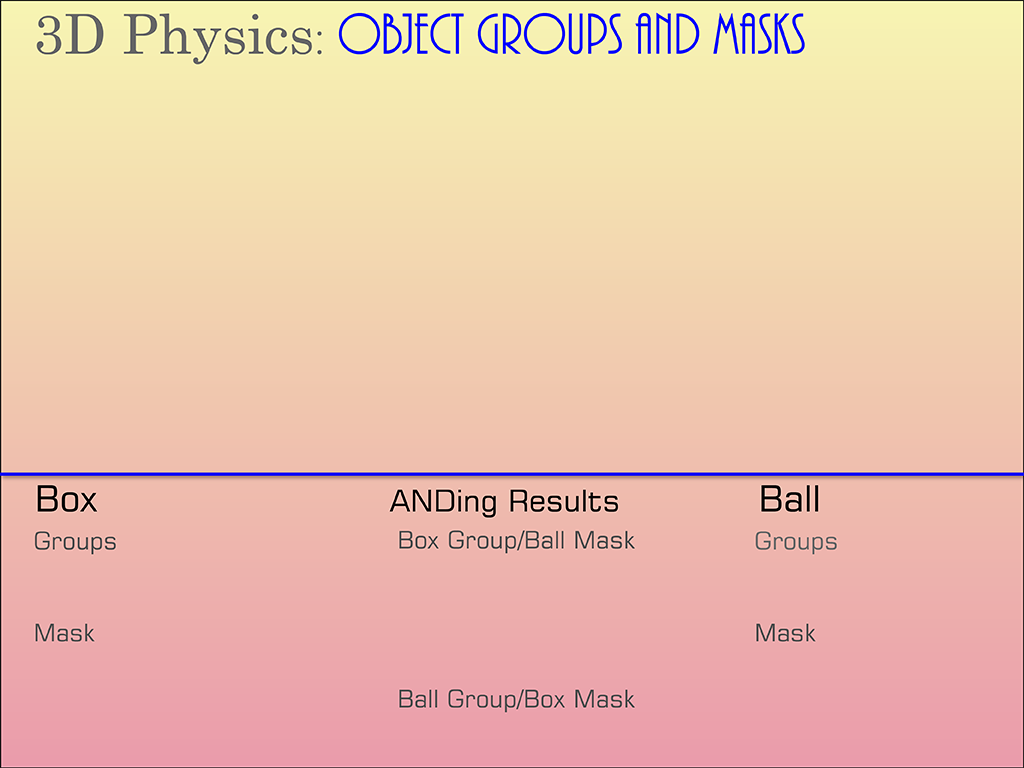 3D Physics: OBJECT GROUPS AND MASKS
Box
ANDing Results
Ball
Groups
Box Group/Ball Mask
Groups
Mask
Mask
Ball Group/Box Mask